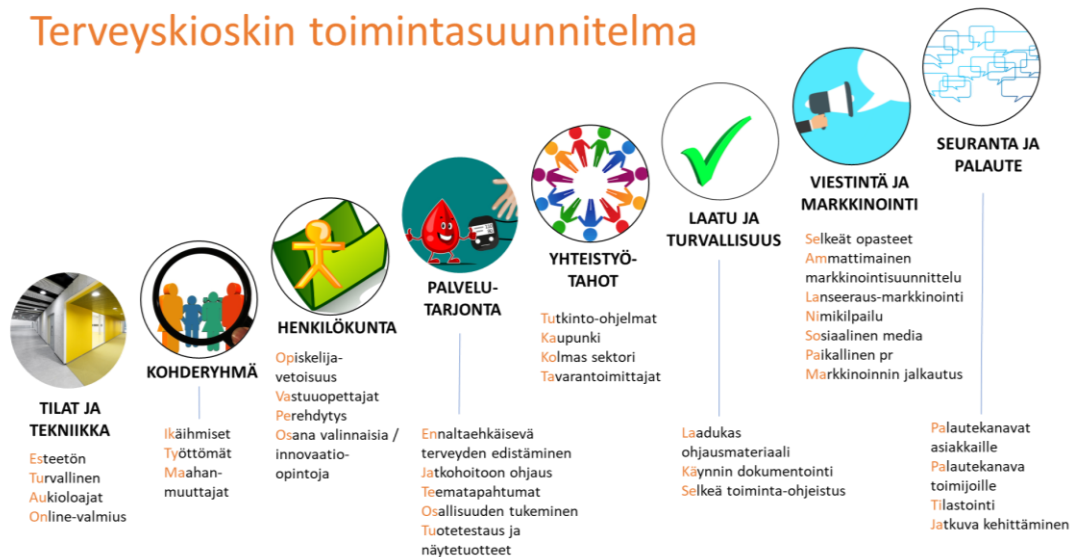 Terveyskioskin toimintasuunnitelma
TILAT JA
TEKNIIKKA
Esteetön
Turvallinen
Aukioloajat
Online-valmius
KOHDERYHMÄ
Ikäihmiset
Työttömät
Maahan-
muuttajat
HENKILÖKUNTA
Opiskelija-
vetoisuus
Vastuuopettajat
Perehdytys
Osana valinnaisia /
innovaatio-
opintoja
PALVELU-
TARJONTA
Ennaltaehkäisevä
terveyden edistäminen
Jatkohoitoon ohjaus
Teematapahtumat
Osallisuuden tukeminen
Tuotetestaus ja
näytetuotteet
YHTEISTYÖ-
TAHOT
Tutkinto-ohjelmat
Kaupunki
Kolmas sektori
Tavarantoimittajat
LAATU JA
TURVALLISUUS
Laadukas
ohjausmateriaali
Käynnin dokumentointi
Selkeä toiminta-ohjeistus
VIESTINTÄ JA
MARKKINOINTI
Selkeät opasteet
Ammattimainen
markkinointisuunnittelu
Lanseeraus-markkinointi
Nimikilpailu
Sosiaalinen media
Paikallinen pr
Markkinoinnin jalkautus
SEURANTA JA
PALAUTE
Palautekanavat
asiakkaille
Palautekanava
toimijoille
Tilastointi
Jatkuva kehittäminen